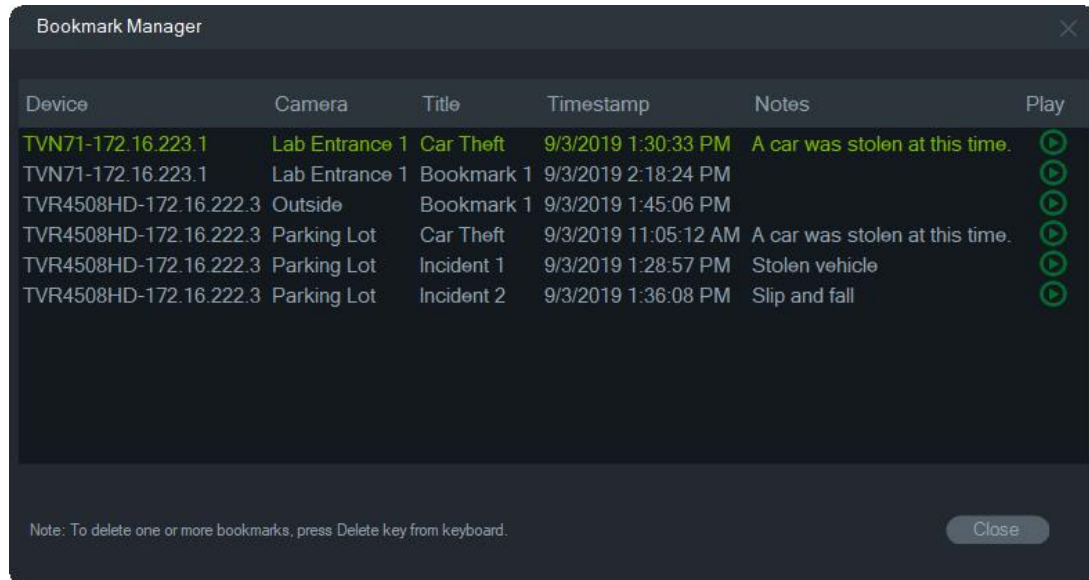 Bookmark Manager
Device Camera Title Timestamp Notes Play
TVN71-172.16.223.1 Lab Entrance 1 Car Theft 9/3/2019 1:30:33 PM A car was stolen at this time.
TVN71-172.16.223.1 Lab Entrance 1 Bookmark 1 9/3/2019 2:18:24 PM
TVR4508HD-172.16.222.3 Outside Bookmark 1 9/3/2019 1:45:06 PM
TVR4508HD-172.16.222.3 Parking Lot Car Theft 9/3/2019 11:05:12 AM A car was stolen at this time.
TVR4508HD-172.16.222.3 Parking Lot Incident 1 9/3/2019 1:28:57 PM Stolen vehicle
TVR4508HD-172.16.222.3 Parking Lot Incident 2 9/3/2019 1:36:08 PM Slip and fall
Note: To delete one or more bookmarks, press Delete key from keyboard.
Close